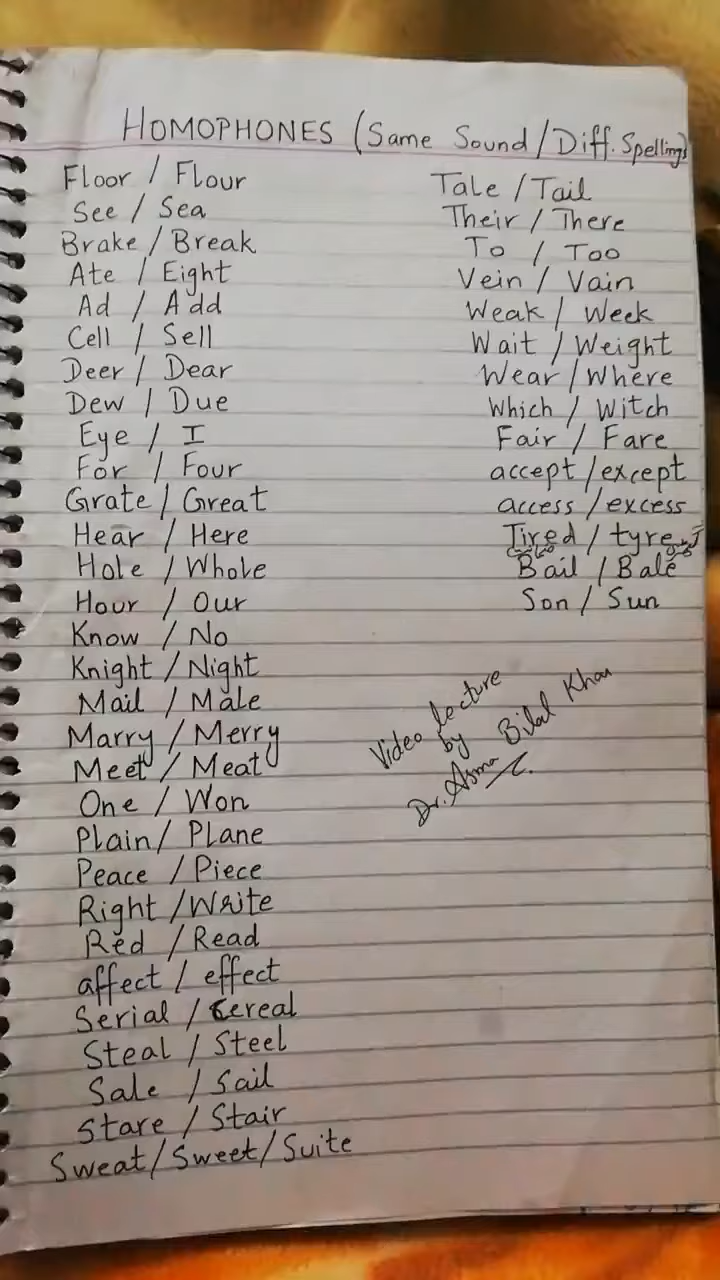 HOMOPHONES (Same Sound/Diff. Spellings)
Floor / Flour
See / Sea
Brake / Break
Ate / Eight
Ad / Add
Cell / Sell
Deer / Dear
Dew / Due
Eye / I
For / Four
Grate / Great
Hear / Here
Hole / Whole
Hour / Our
Know / No
Knight / Night
Mail / Male
Marry / Merry
Meet / Meat
One / Won
Plain / Plane
Peace / Piece
Right / Write
Red / Read
affect / effect
Serial / Cereal
Steal / Steel
Sale / Sail
Stare / Stair
Sweat/Sweet/Suite
Tale / Tail
Their / There
To / Too
Vein / Vain
Weak / Week
Wait / Weight
Wear / Where
Which / Witch
Fair / Fare
accept / except
access / excess
Tired / tyre
Bail / Bale
Son / Sun
Video lecture
by
Dr. Asma Bilal Khan